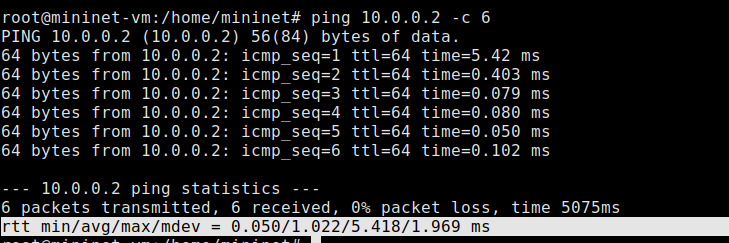 root@mininet-vm:/home/mininet# ping 10.0.0.2 -c 6
PING 10.0.0.2 (10.0.0.2) 56(84) bytes of data.
64 bytes from 10.0.0.2: icmp_seq=1 ttl=64 time=5.42 ms
64 bytes from 10.0.0.2: icmp_seq=2 ttl=64 time=0.403 ms
64 bytes from 10.0.0.2: icmp_seq=3 ttl=64 time=0.079 ms
64 bytes from 10.0.0.2: icmp_seq=4 ttl=64 time=0.080 ms
64 bytes from 10.0.0.2: icmp_seq=5 ttl=64 time=0.050 ms
64 bytes from 10.0.0.2: icmp_seq=6 ttl=64 time=0.102 ms
--- 10.0.0.2 ping statistics ---
6 packets transmitted, 6 received, 0% packet loss, time 5075ms
rtt min/avg/max/mdev = 0.050/1.022/5.418/1.969 ms
root@mininet-vm:/home/mininet#